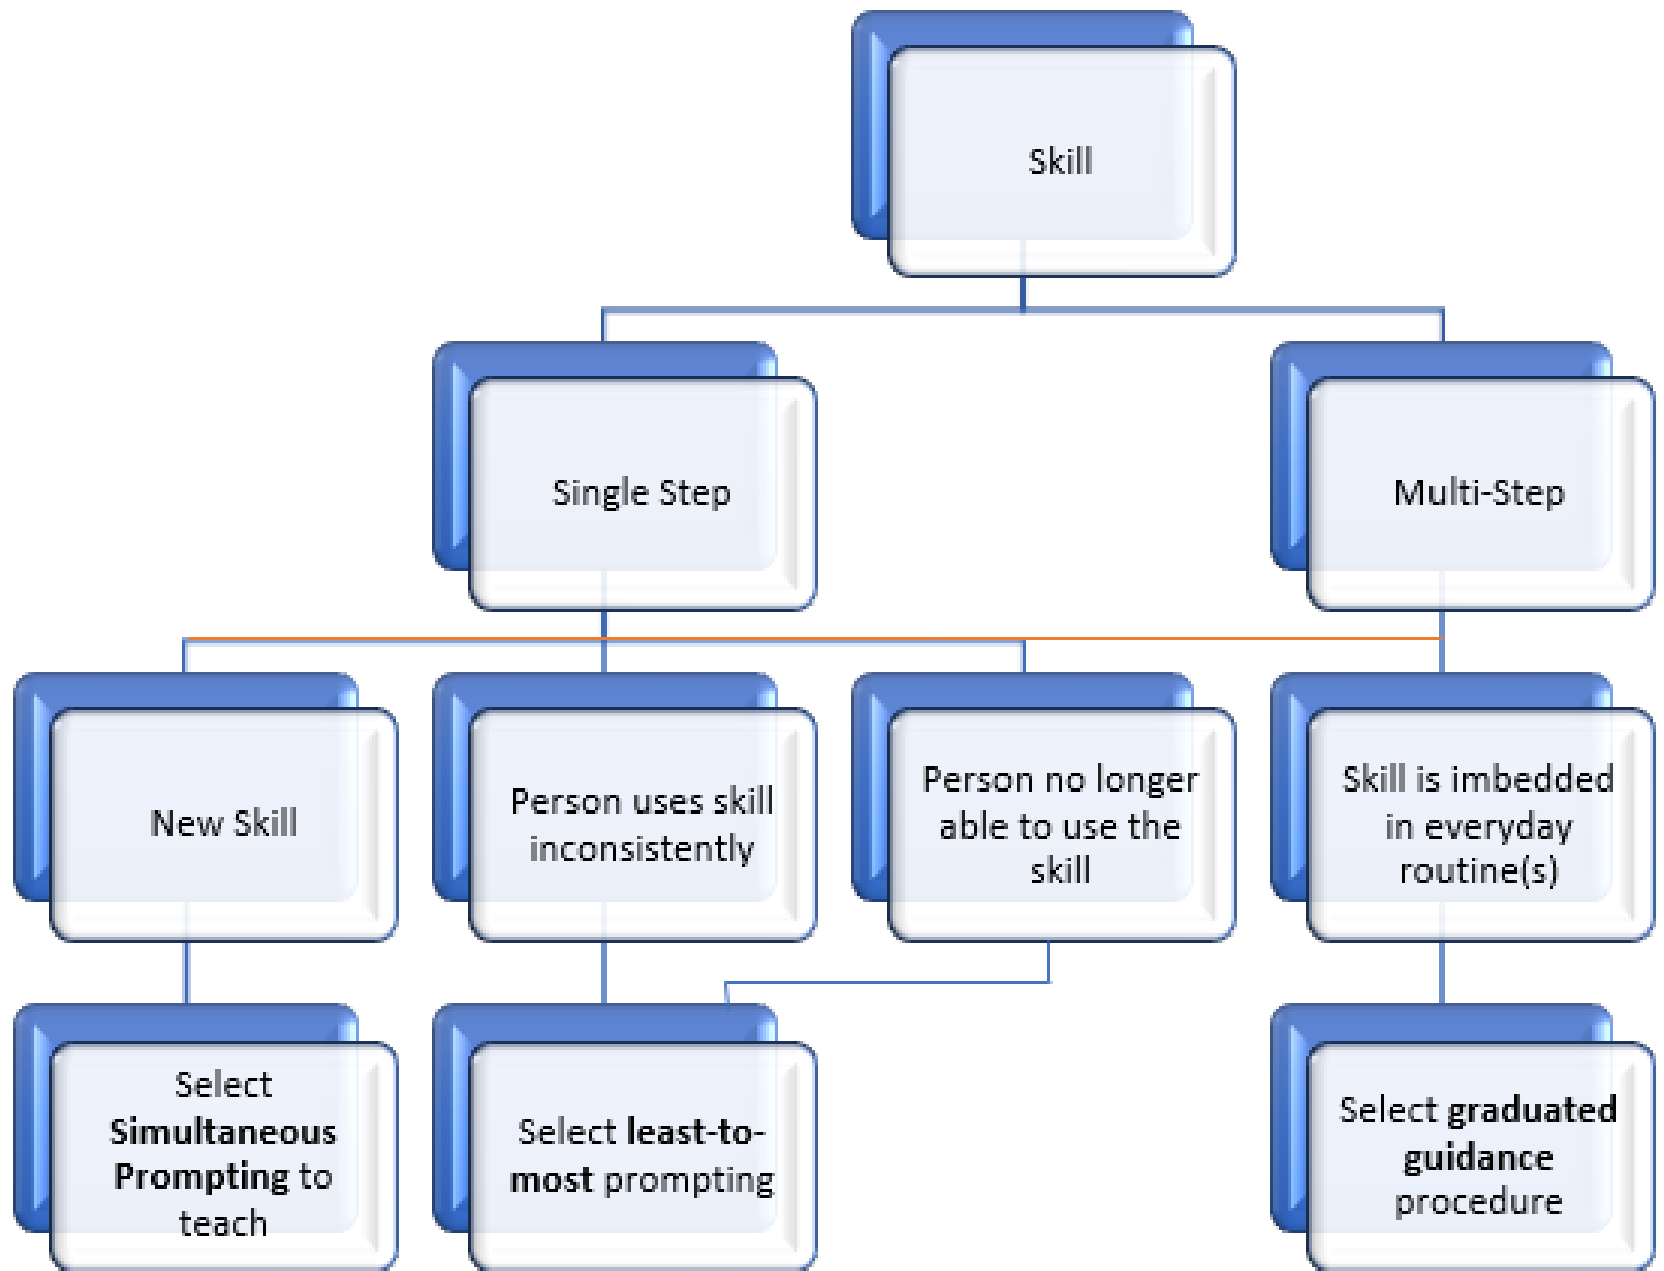 Skill
Single Step
Multi-Step
New Skill
Person uses skill
inconsistently
Person no longer
able to use the
skill
Skill is imbedded
in everyday
routine(s)
Select
Simultaneous
Prompting to
teach
Select least-to-
most prompting
Select graduated
guidance
procedure